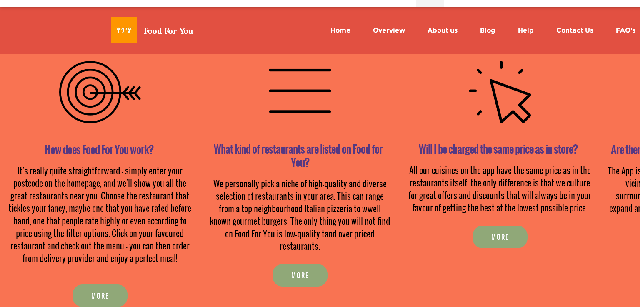 Food For You
Home Overview About us Blog Help Contact Us FAQ's
How does Food For You work?
It's really quite straightforward - simply enter your
postcode on the homepage, and we'll show you all the
great restaurants near you. Choose the restaurant that
tickles your fancy, maybe one that you have rated before
hand, one that people rate highly or even according to
price using the filter options. Click on your favoured
restaurant and check out the menu - you can then order
from delivery provider and enjoy a perfect meal!
MORE
What kind of restaurants are listed on Food for
You?
We personally pick a niche of high-quality and diverse
selection of restaurants in your area. This can range
from a top neighbourhood Italian pizzeria to well
known gourmet burgers. The only thing you will not find
on Food For You is low-quality and over priced
restaurants.
MORE
Will I be charged the same price as in store?
All our cuisines on the app have the same price as in the
restaurants itself, the only difference is that we culture
for great offers and discounts that will always be in your
favour of getting the best of the lowest possible price.
MORE
Are ther
The App is
vicin
surroun
expand a